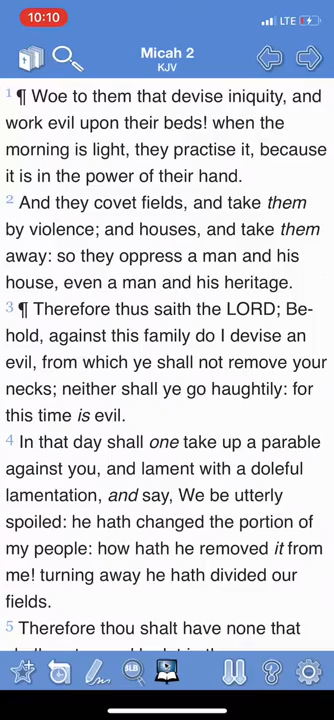 10:10
LTE
Micah 2
KJV
1 ¶ Woe to them that devise iniquity, and
work evil upon their beds! when the
morning is light, they practise it, because
it is in the power of their hand.
2 And they covet fields, and take them
by violence; and houses, and take them
away: so they oppress a man and his
house, even a man and his heritage.
3 ¶ Therefore thus saith the LORD; Be-
hold, against this family do I devise an
evil, from which ye shall not remove your
necks; neither shall ye go haughtily: for
this time is evil.
4 In that day shall one take up a parable
against you, and lament with a doleful
lamentation, and say, We be utterly
spoiled: he hath changed the portion of
my people: how hath he removed it from
me! turning away he hath divided our
fields.
5 Therefore thou shalt have none that
BLB